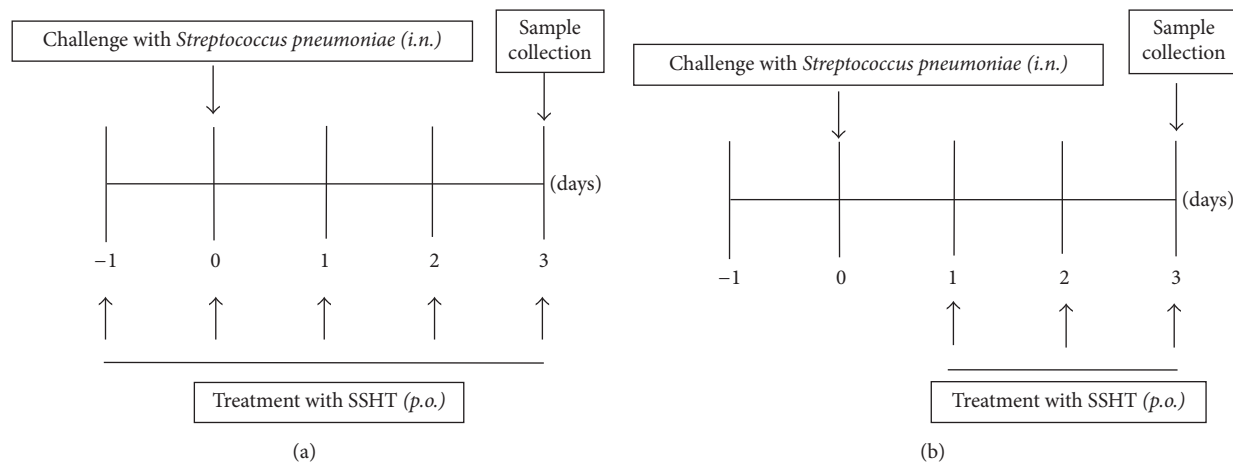 Challenge with Streptococcus pneumoniae (i.n.)
Sample
collection
(days)
−1 0 1 2 3
Treatment with SSHT (p.o.)
(a)
Challenge with Streptococcus pneumoniae (i.n.)
Sample
collection
(days)
−1 0 1 2 3
Treatment with SSHT (p.o.)
(b)